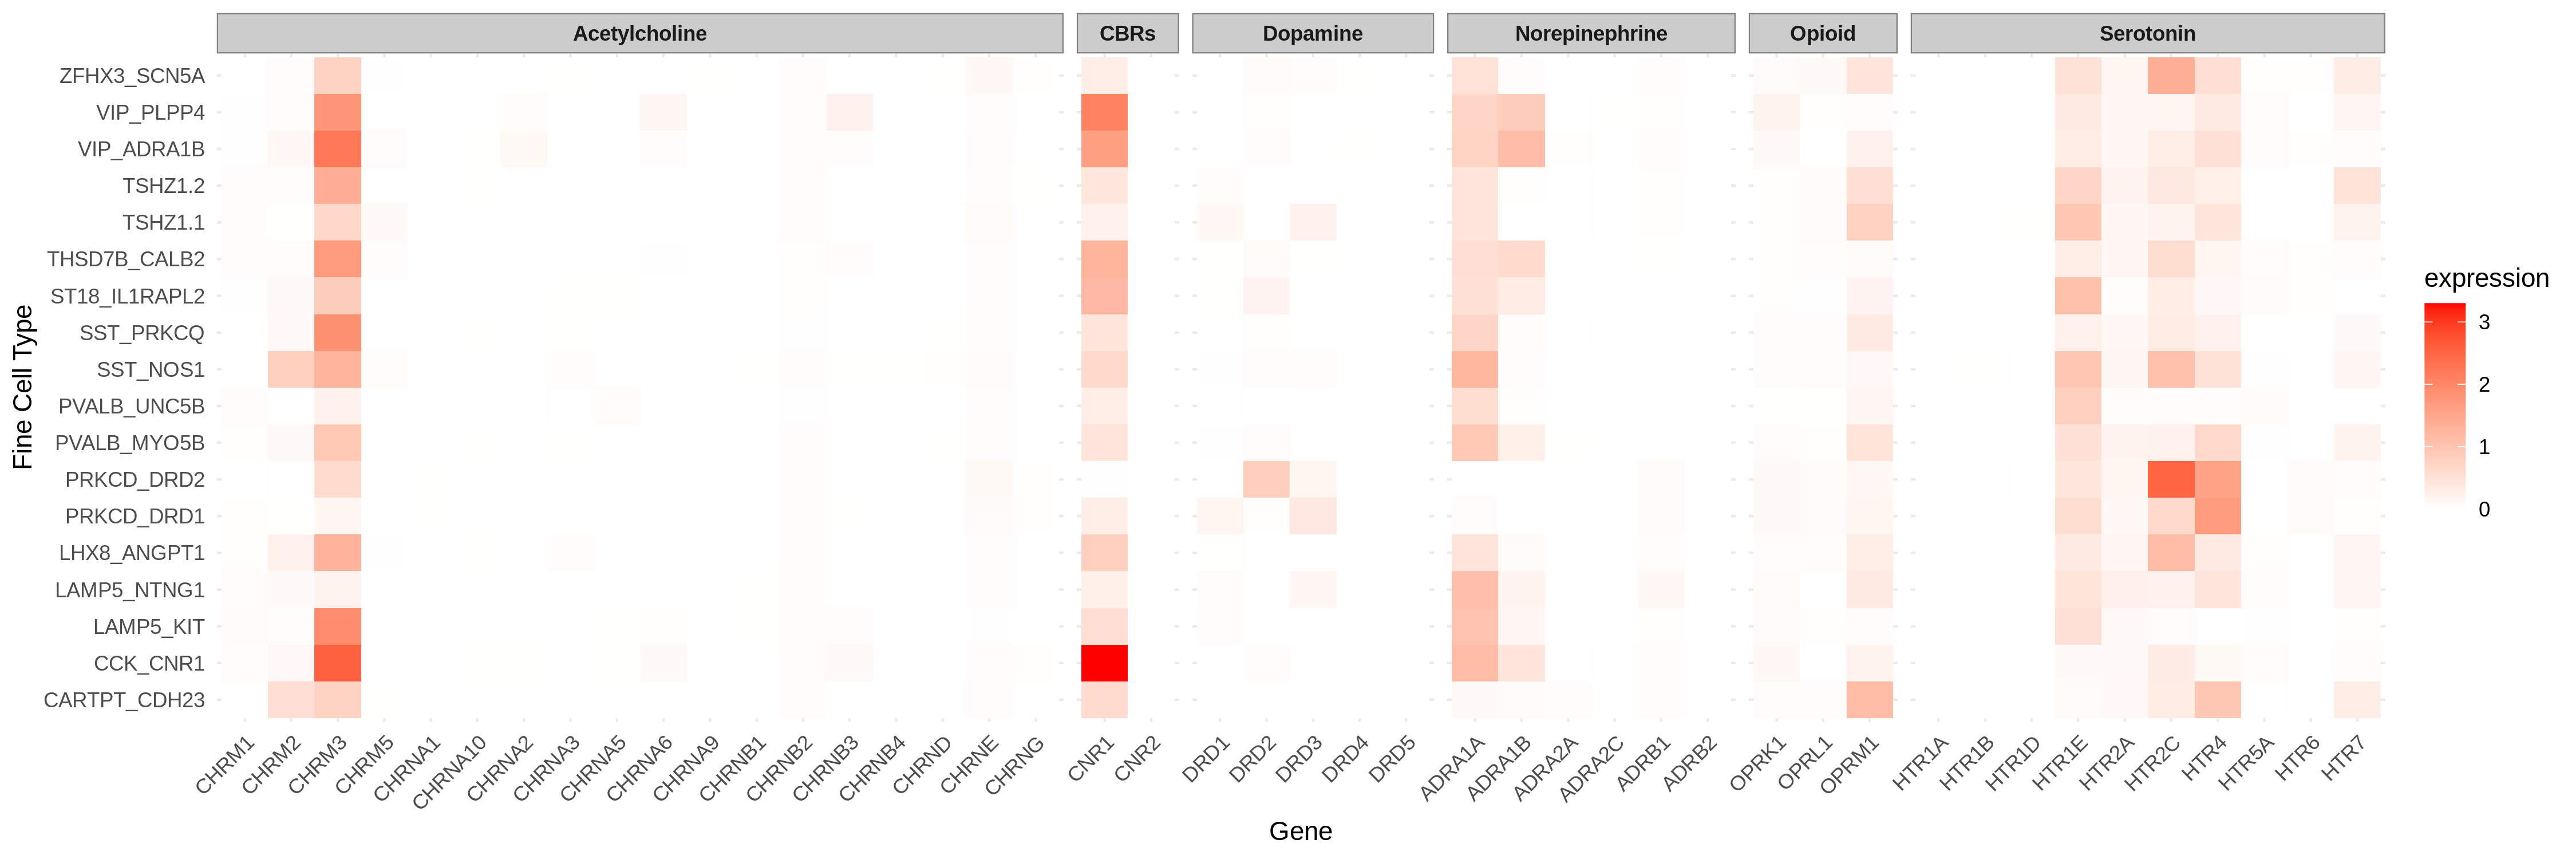 Acetylcholine
CBRs
Dopamine
Norepinephrine
Opioid
Serotonin
Fine Cell Type
ZFHX3_SCN5A
VIP_PLPP4
VIP_ADRA1B
TSHZ1.2
TSHZ1.1
THSD7B_CALB2
ST18_IL1RAPL2
SST_PRKCQ
SST_NOS1
PVALB_UNC5B
PVALB_MYO5B
PRKCD_DRD2
PRKCD_DRD1
LHX8_ANGPT1
LAMP5_NTNG1
LAMP5_KIT
CCK_CNR1
CARTPT_CDH23
CHRM1
CHRM2
CHRM3
CHRM5
CHRNA1
CHRNA10
CHRNA2
CHRNA3
CHRNA5
CHRNA6
CHRNA9
CHRNB1
CHRNB2
CHRNB3
CHRNB4
CHRND
CHRNE
CHRNG
CNR1
CNR2
DRD1
DRD2
DRD3
DRD4
DRD5
ADRA1A
ADRA1B
ADRA2A
ADRA2C
ADRB1
ADRB2
OPRK1
OPRL1
OPRM1
HTR1A
HTR1B
HTR1D
HTR1E
HTR2A
HTR2C
HTR4
HTR5A
HTR6
HTR7
Gene
expression
3
2
1
0